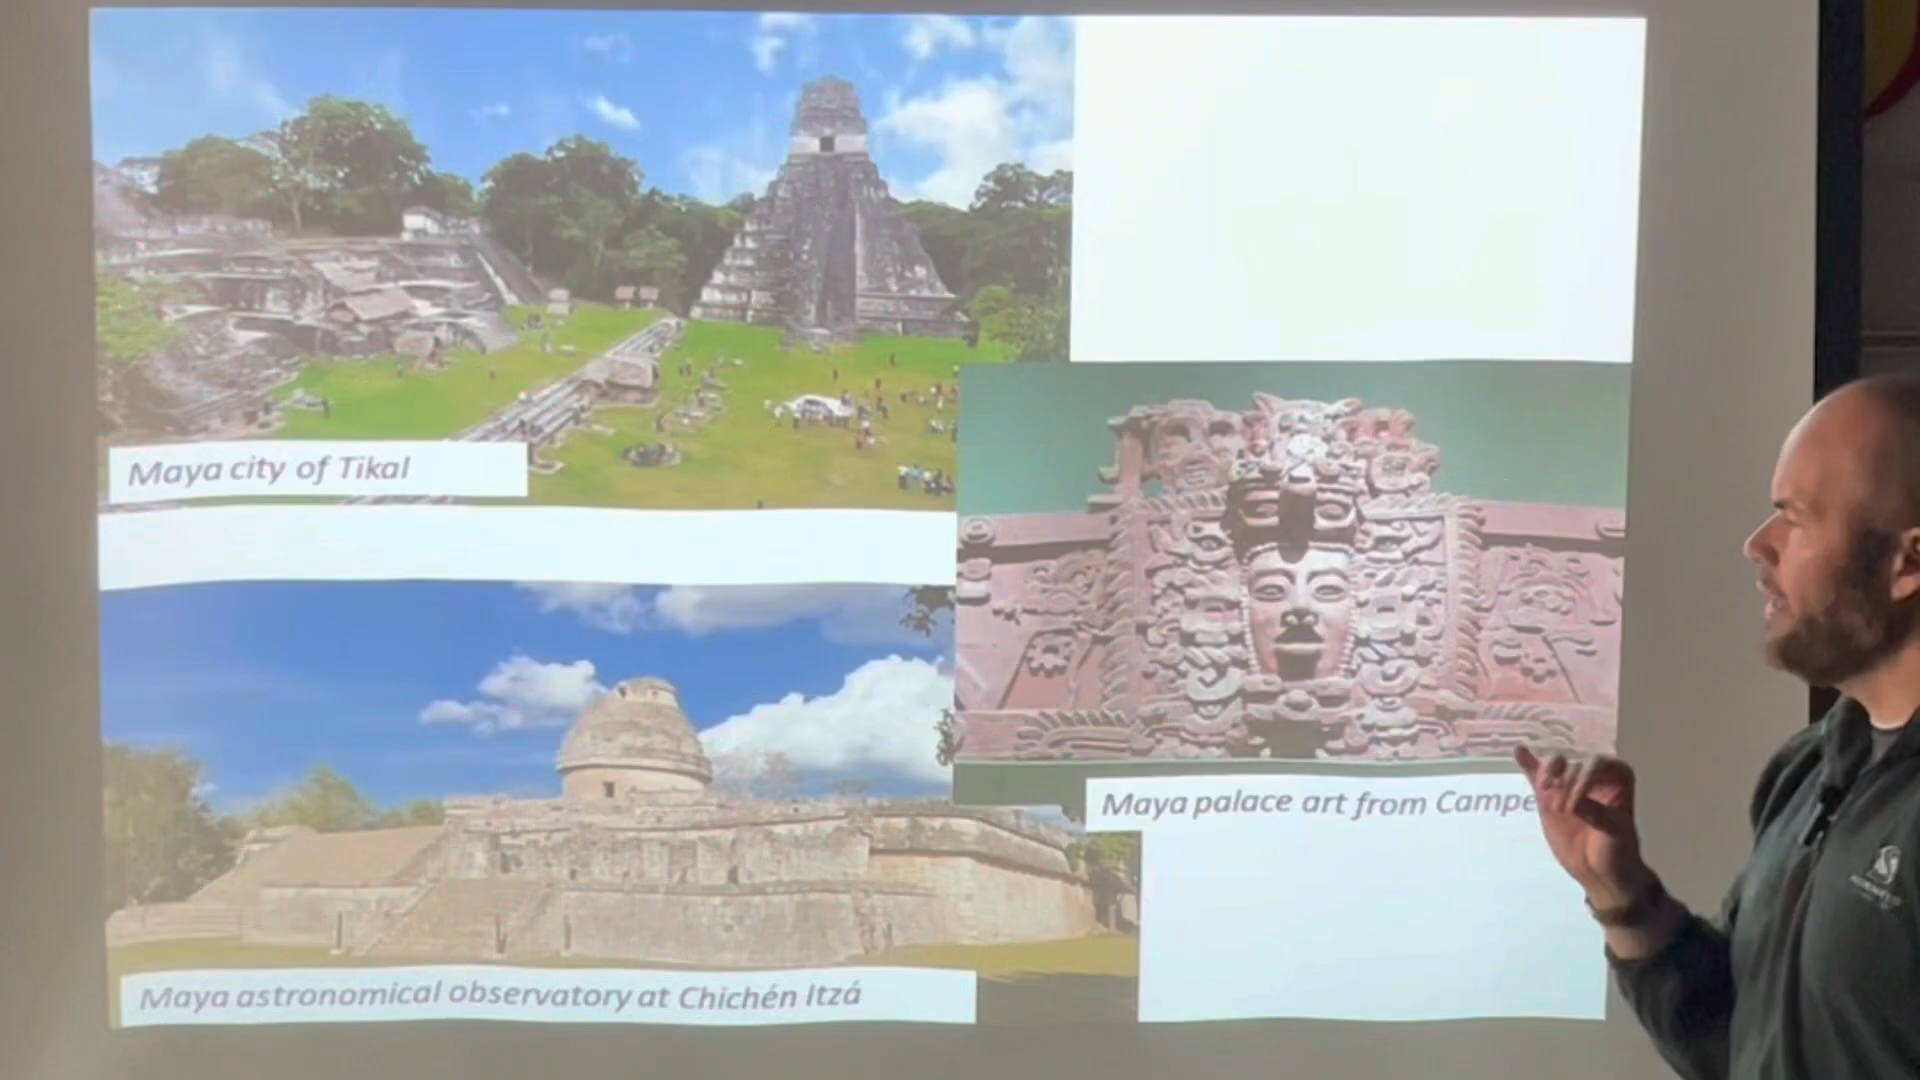 Maya city of Tikal
Maya palace art from Campe
Maya astronomical observatory at Chichén Itzá